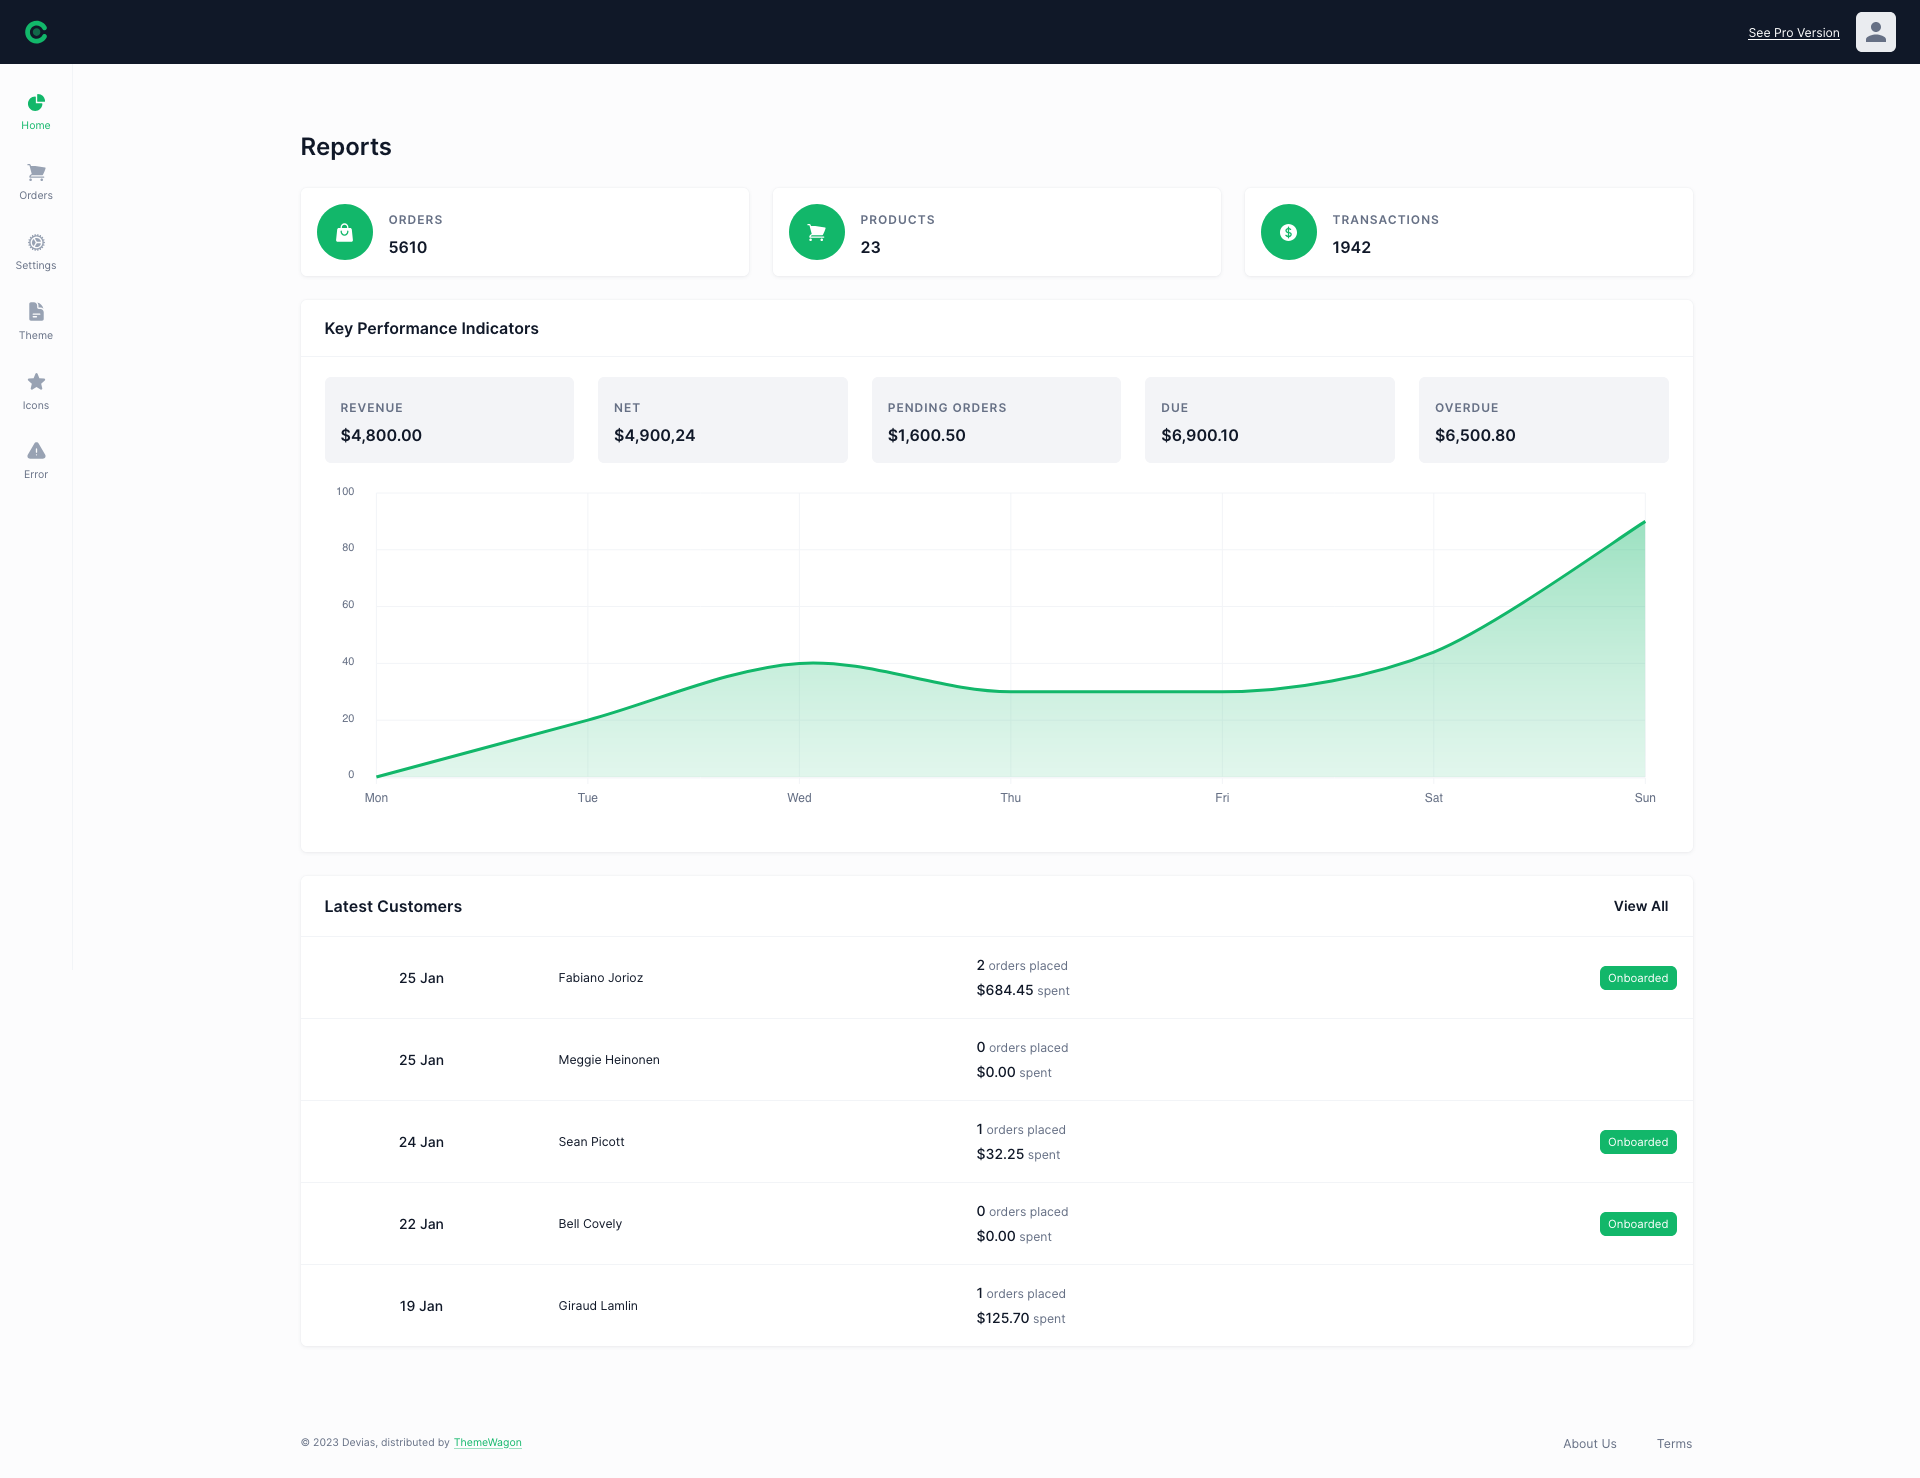 See Pro Version
Home
Orders
Settings
Theme
Icons
Error
Reports
ORDERS
5610
PRODUCTS
23
TRANSACTIONS
1942
Key Performance Indicators
REVENUE
$4,800.00
NET
$4,900,24
PENDING ORDERS
$1,600.50
DUE
$6,900.10
OVERDUE
$6,500.80
100
80
60
40
20
0
Mon Tue Wed Thu Fri Sat Sun
Latest Customers
View All
25 Jan
Fabiano Jorioz
2 orders placed
$684.45 spent
Onboarded
25 Jan
Meggie Heinonen
0 orders placed
$0.00 spent
24 Jan
Sean Picott
1 orders placed
$32.25 spent
Onboarded
22 Jan
Bell Covely
0 orders placed
$0.00 spent
Onboarded
19 Jan
Giraud Lamlin
1 orders placed
$125.70 spent
© 2023 Devias, distributed by ThemeWagon
About Us
Terms